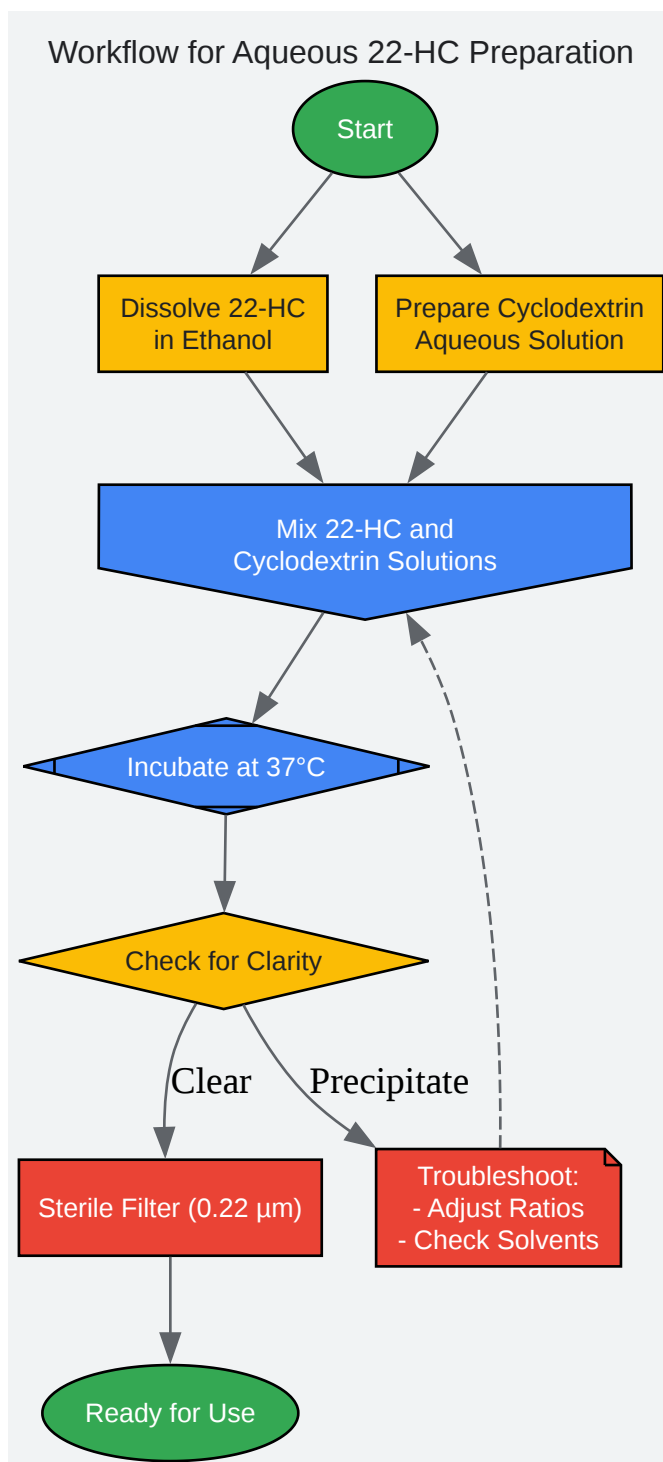 Workflow for Aqueous 22-HC Preparation
Start
Dissolve 22-HC
in Ethanol
Prepare Cyclodextrin
Aqueous Solution
Mix 22-HC and
Cyclodextrin Solutions
Incubate at 37°C
Check for Clarity
Clear
Precipitate
Sterile Filter (0.22 µm)
Troubleshoot:
- Adjust Ratios
- Check Solvents
Ready for Use